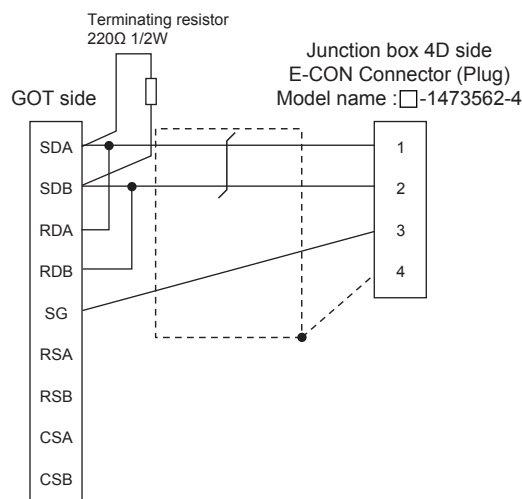 Terminating resistor
220Ω 1/2W
Junction box 4D side
E-CON Connector (Plug)
Model name :□-1473562-4
GOT side
SDA
SDB
RDA
RDB
SG
RSA
RSB
CSA
CSB
1
2
3
4